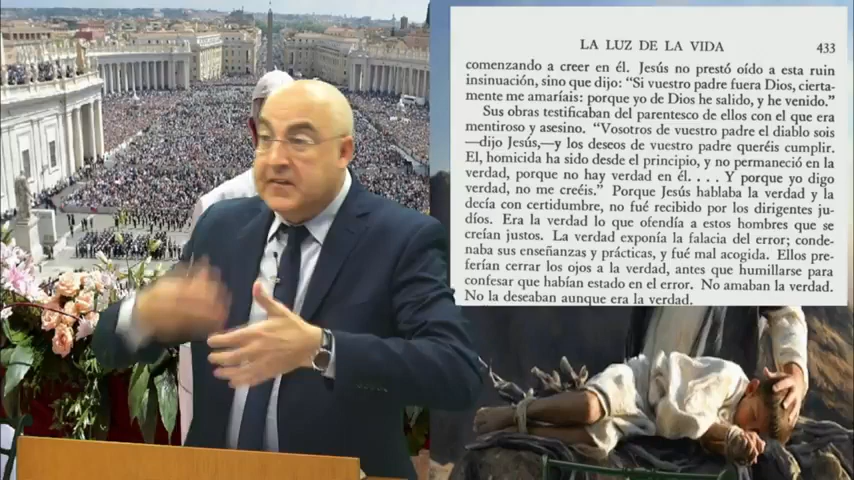 LA LUZ DE LA VIDA 433
comenzando a creer en él. Jesús no prestó oído a esta ruin
insinuación, sino que dijo: "Si vuestro padre fuera Dios, cierta-
mente me amaríais: porque yo de Dios he salido, y he venido."
Sus obras testificaban del parentesco de ellos con el que era
mentiroso y asesino. "Vosotros de vuestro padre el diablo sois
—dijo Jesús,—y los deseos de vuestro padre queréis cumplir.
El, homicida ha sido desde el principio, y no permaneció en la
verdad, porque no hay verdad en él. . . . Y porque yo digo
verdad, no me creéis." Porque Jesús hablaba la verdad y la
decía con certidumbre, no fué recibido por los dirigentes ju-
díos. Era la verdad lo que ofendía a estos hombres que se
creían justos. La verdad exponía la falacia del error; conde-
naba sus enseñanzas y prácticas, y fué mal acogida. Ellos pre-
ferían cerrar los ojos a la verdad, antes que humillarse para
confesar que habían estado en el error. No amaban la verdad.
No la deseaban aunque era la verdad.